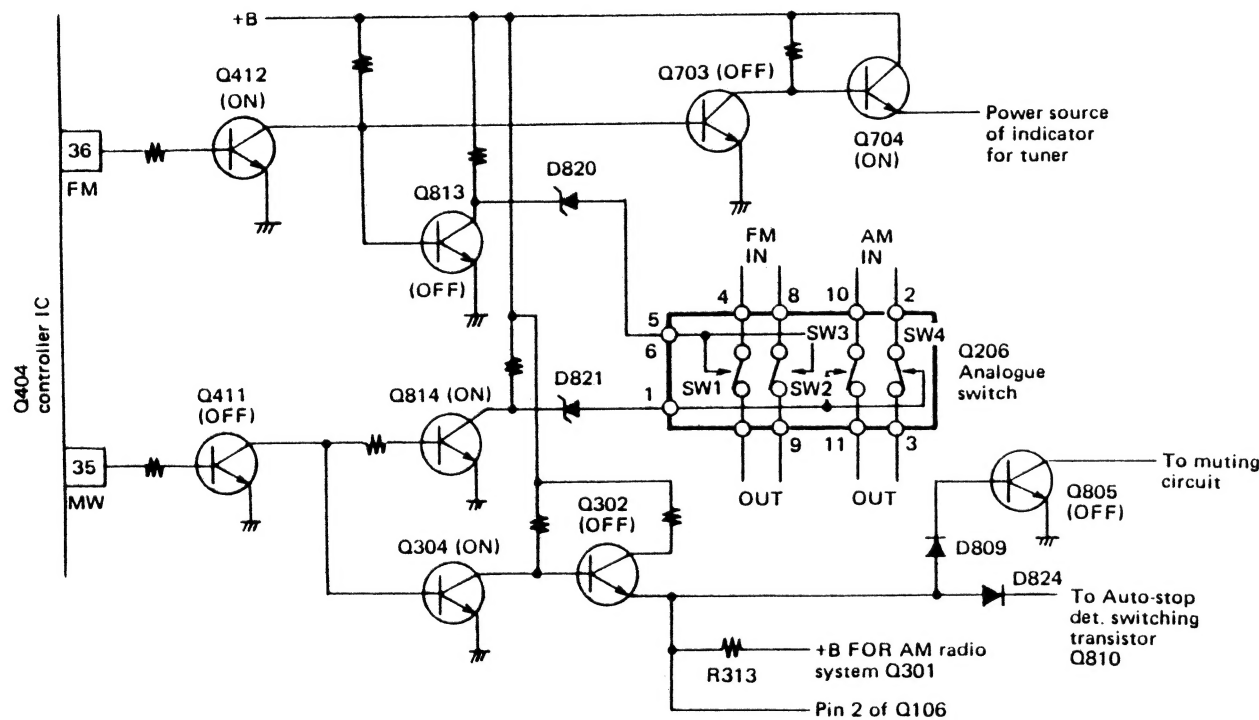 +B
Q412
(ON)
Q703 (OFF)
Q704
(ON)
Power source
of indicator
for tuner
36
FM
Q813
(OFF)
D820
FM
IN
AM
IN
4
8
10
2
5
6
1
SW3
SW4
SW1
SW2
9
11
3
OUT
OUT
Q206
Analogue
switch
Q404
controller IC
Q411
(OFF)
Q814 (ON)
D821
35
MW
Q304 (ON)
Q302
(OFF)
Q805
(OFF)
To muting
circuit
D809
D824
To Auto-stop
det. switching
transistor
Q810
R313
+B FOR AM radio
system Q301
Pin 2 of Q106